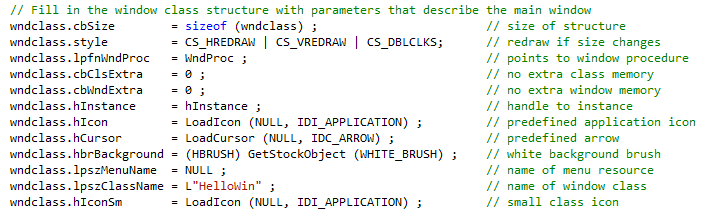 // Fill in the window class structure with parameters that describe the main window
wndclass.cbSize        = sizeof (wndclass) ;                      // size of structure
wndclass.style         = CS_HREDRAW | CS_VREDRAW | CS_DBLCLKS;    // redraw if size changes
wndclass.lpfnWndProc   = WndProc ;                                // points to window procedure
wndclass.cbClsExtra    = 0 ;                                      // no extra class memory
wndclass.cbWndExtra    = 0 ;                                      // no extra window memory
wndclass.hInstance     = hInstance ;                              // handle to instance
wndclass.hIcon         = LoadIcon (NULL, IDI_APPLICATION) ;       // predefined application icon
wndclass.hCursor       = LoadCursor (NULL, IDC_ARROW) ;           // predefined arrow
wndclass.hbrBackground = (HBRUSH) GetStockObject (WHITE_BRUSH) ;  // white background brush
wndclass.lpszMenuName  = NULL ;                                   // name of menu resource
wndclass.lpszClassName = L"HelloWin" ;                            // name of window class
wndclass.hIconSm       = LoadIcon (NULL, IDI_APPLICATION) ;       // small class icon